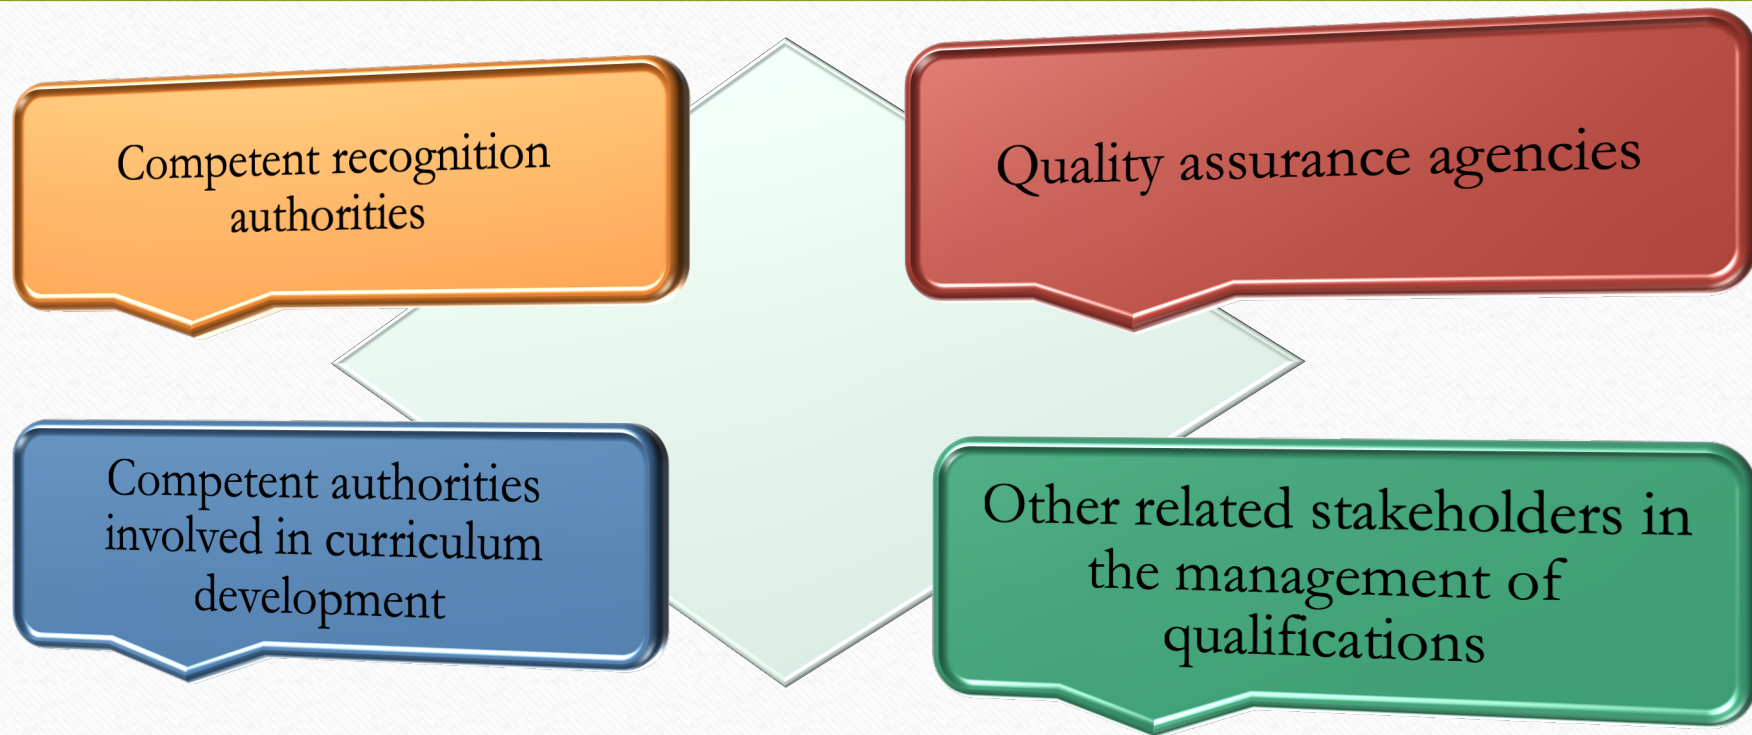 Competent recognition
authorities
Quality assurance agencies
Competent authorities
involved in curriculum
development
Other related stakeholders in
the management of
qualifications